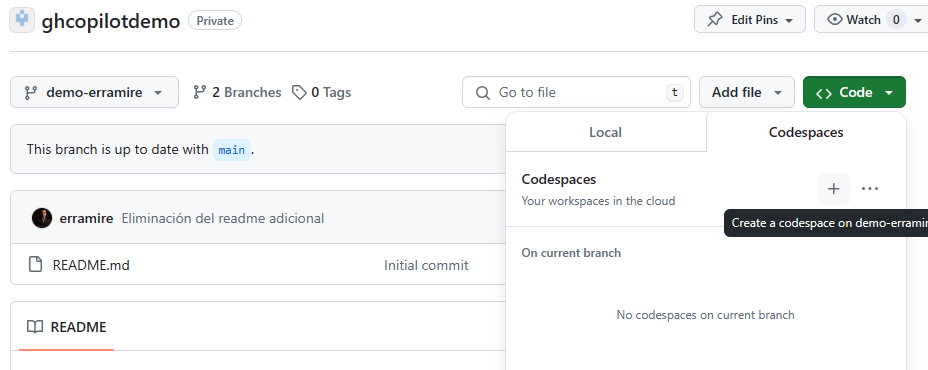 ghcopilotdemo Private Edit Pins Watch 0
demo-erramire 2 Branches 0 Tags Go to file t Add file <> Code
Local Codespaces
This branch is up to date with main.
Codespaces
Your workspaces in the cloud
erramire Eliminación del readme adicional
Create a codespace on demo-erramir
On current branch
README.md Initial commit
No codespaces on current branch
README